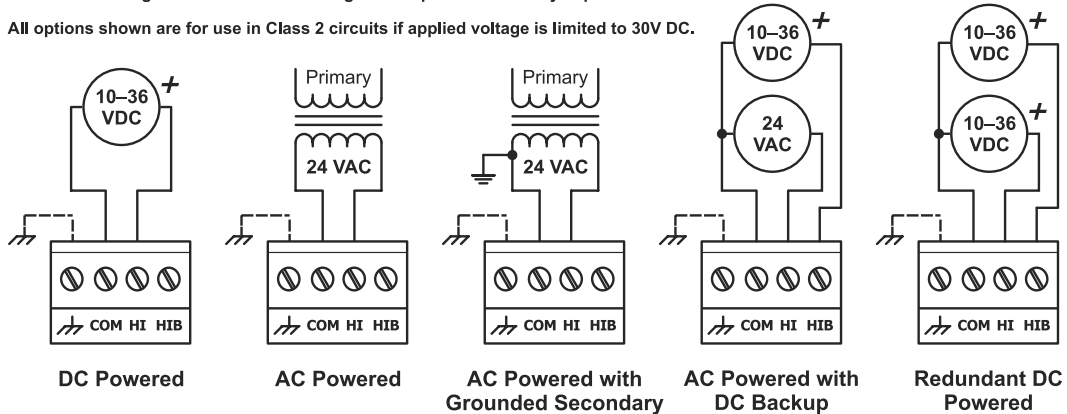 All options shown are for use in Class 2 circuits if applied voltage is limited to 30V DC.
10–36
VDC
+
COM HI HIB
DC Powered
Primary
24 VAC
COM HI HIB
AC Powered
Primary
24 VAC
COM HI HIB
AC Powered with
Grounded Secondary
10–36
VDC
+
24
VAC
COM HI HIB
AC Powered with
DC Backup
10–36
VDC
+
10–36
VDC
+
COM HI HIB
Redundant DC
Powered